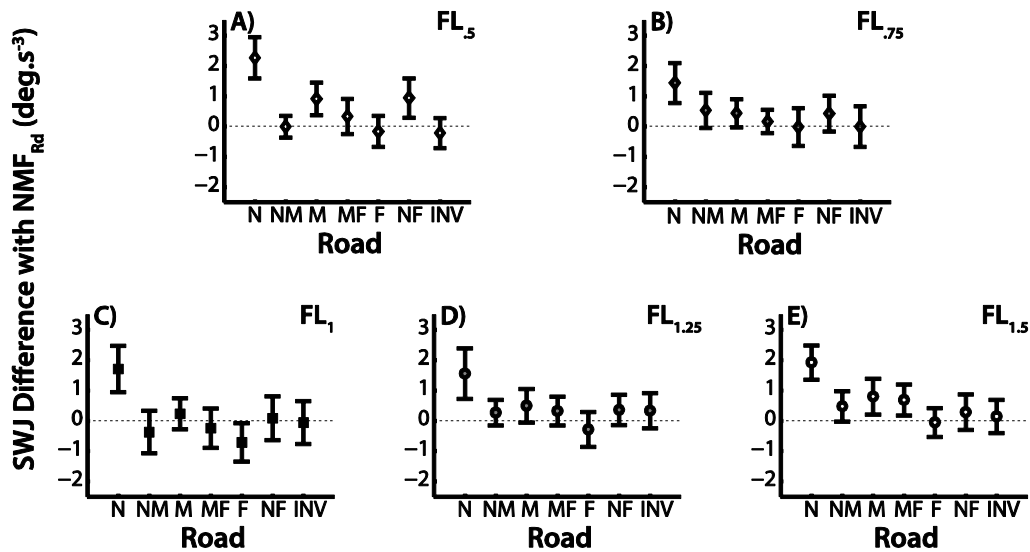 SWJ Difference with NMF_Rd (deg.s⁻³)
A) FL.5
3
2
1
0
−1
−2
N NM M MF F NF INV
Road
B) FL.75
3
2
1
0
−1
−2
N NM M MF F NF INV
Road
C) FL1
3
2
1
0
−1
−2
N NM M MF F NF INV
Road
D) FL1.25
3
2
1
0
−1
−2
N NM M MF F NF INV
Road
E) FL1.5
3
2
1
0
−1
−2
N NM M MF F NF INV
Road